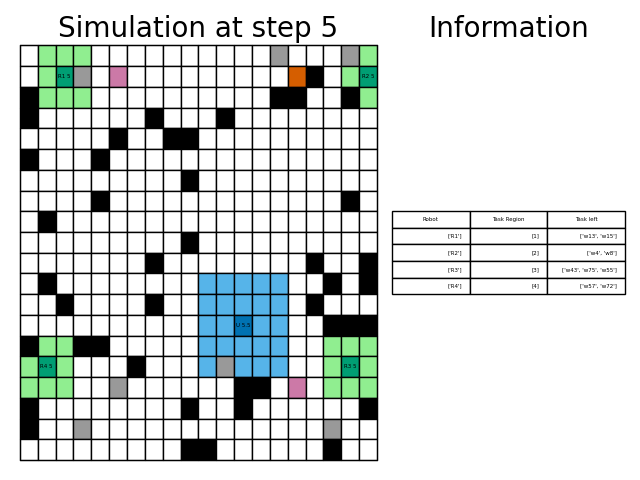 Simulation at step 5
Information
R1 5
R2 5
Robot
Task Region
Task left
['R1']
[1]
['w13', 'w15']
['R2']
[2]
['w4', 'w8']
['R3']
[3]
['w43', 'w75', 'w55']
['R4']
[4]
['w57', 'w72']
U 5.5
R4 5
R3 5